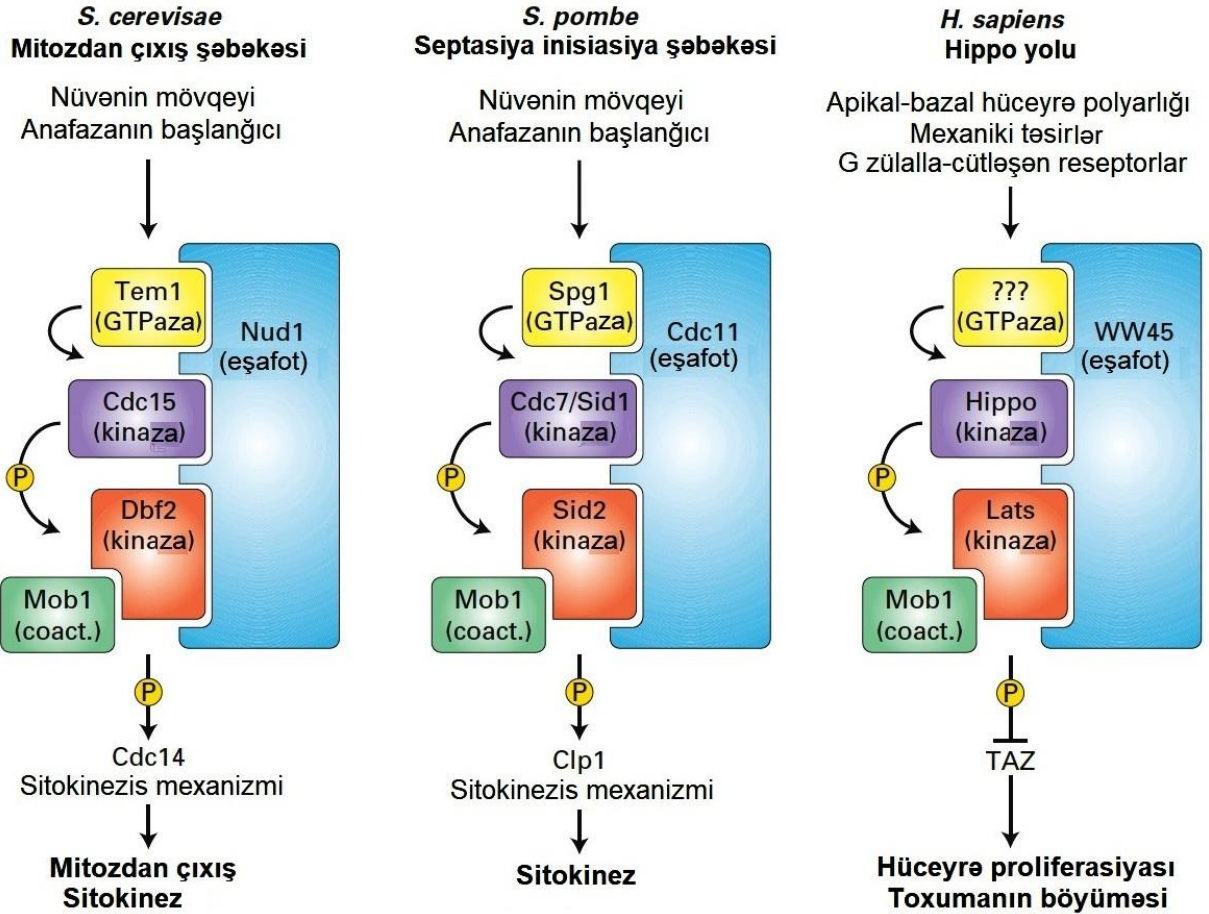 S. cerevisae
Mitozdan çıxış şəbəkəsi
Nüvənin mövqeyi
Anafazanın başlanğıcı
Tem1
(GTPaza)
Nud1
(eşafot)
Cdc15
(kinaza)
P
Dbf2
(kinaza)
Mob1
(coact.)
P
Cdc14
Sitokinezis mexanizmi
Mitozdan çıxış
Sitokinez
S. pombe
Septasiya inisiasiya şəbəkəsi
Nüvənin mövqeyi
Anafazanın başlanğıcı
Spg1
(GTPaza)
Cdc11
(eşafot)
Cdc7/Sid1
(kinaza)
P
Sid2
(kinaza)
Mob1
(coact.)
P
Clp1
Sitokinezis mexanizmi
Sitokinez
H. sapiens
Hippo yolu
Apikal-bazal hüceyrə polyarlığı
Mexaniki təsirlər
G zülalla-cütləşən reseptorlar
???
(GTPaza)
WW45
(eşafot)
Hippo
(kinaza)
P
Lats
(kinaza)
Mob1
(coact.)
P
TAZ
Hüceyrə proliferasiyası
Toxumanın böyüməsi